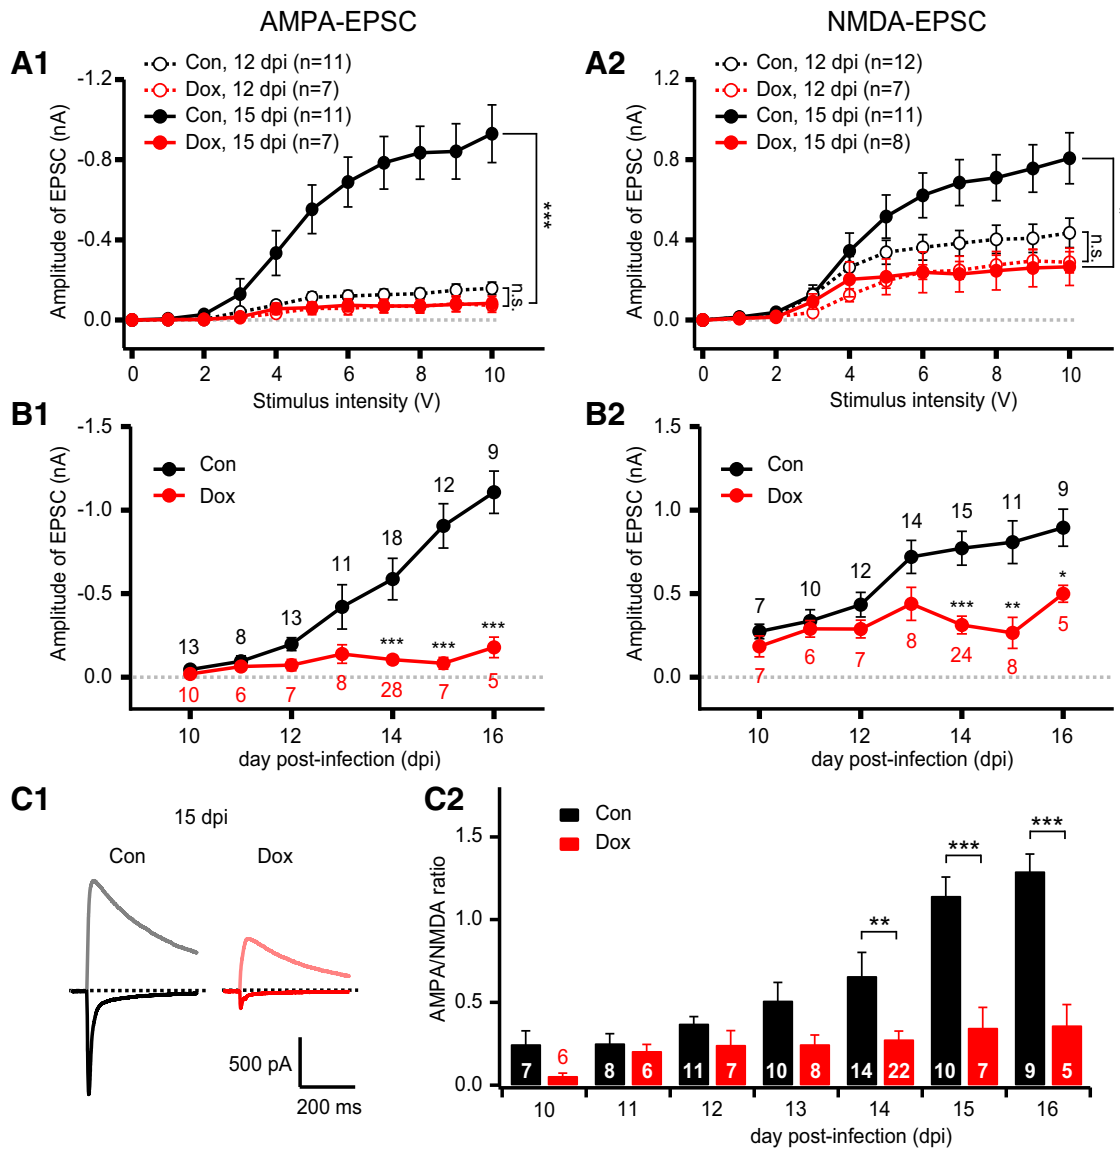 AMPA-EPSC
NMDA-EPSC
A1
Con, 12 dpi (n=11)
Dox, 12 dpi (n=7)
Con, 15 dpi (n=11)
Dox, 15 dpi (n=7)
Amplitude of EPSC (nA)
-1.2
-0.8
-0.4
0.0
***
n.s.
0 2 4 6 8 10
Stimulus intensity (V)
A2
Con, 12 dpi (n=12)
Dox, 12 dpi (n=7)
Con, 15 dpi (n=11)
Dox, 15 dpi (n=8)
Amplitude of EPSC (nA)
1.2
0.8
0.4
0.0
n.s.
0 2 4 6 8 10
Stimulus intensity (V)
B1
Con
Dox
Amplitude of EPSC (nA)
-1.5
-1.0
-0.5
0.0
13 8 13 11 18 12 9
*** *** ***
10 6 7 8 28 7 5
10 12 14 16
day post-infection (dpi)
B2
Con
Dox
Amplitude of EPSC (nA)
1.5
1.0
0.5
0.0
7 10 12 14 15 11 9
*** ** *
7 6 7 8 24 8 5
10 12 14 16
day post-infection (dpi)
C1
15 dpi
Con Dox
500 pA
200 ms
C2
Con
Dox
AMPA/NMDA ratio
1.5
1.0
0.5
0.0
** *** ***
7 6 8 6 11 7 10 8 14 22 10 7 9 5
10 11 12 13 14 15 16
day post-infection (dpi)